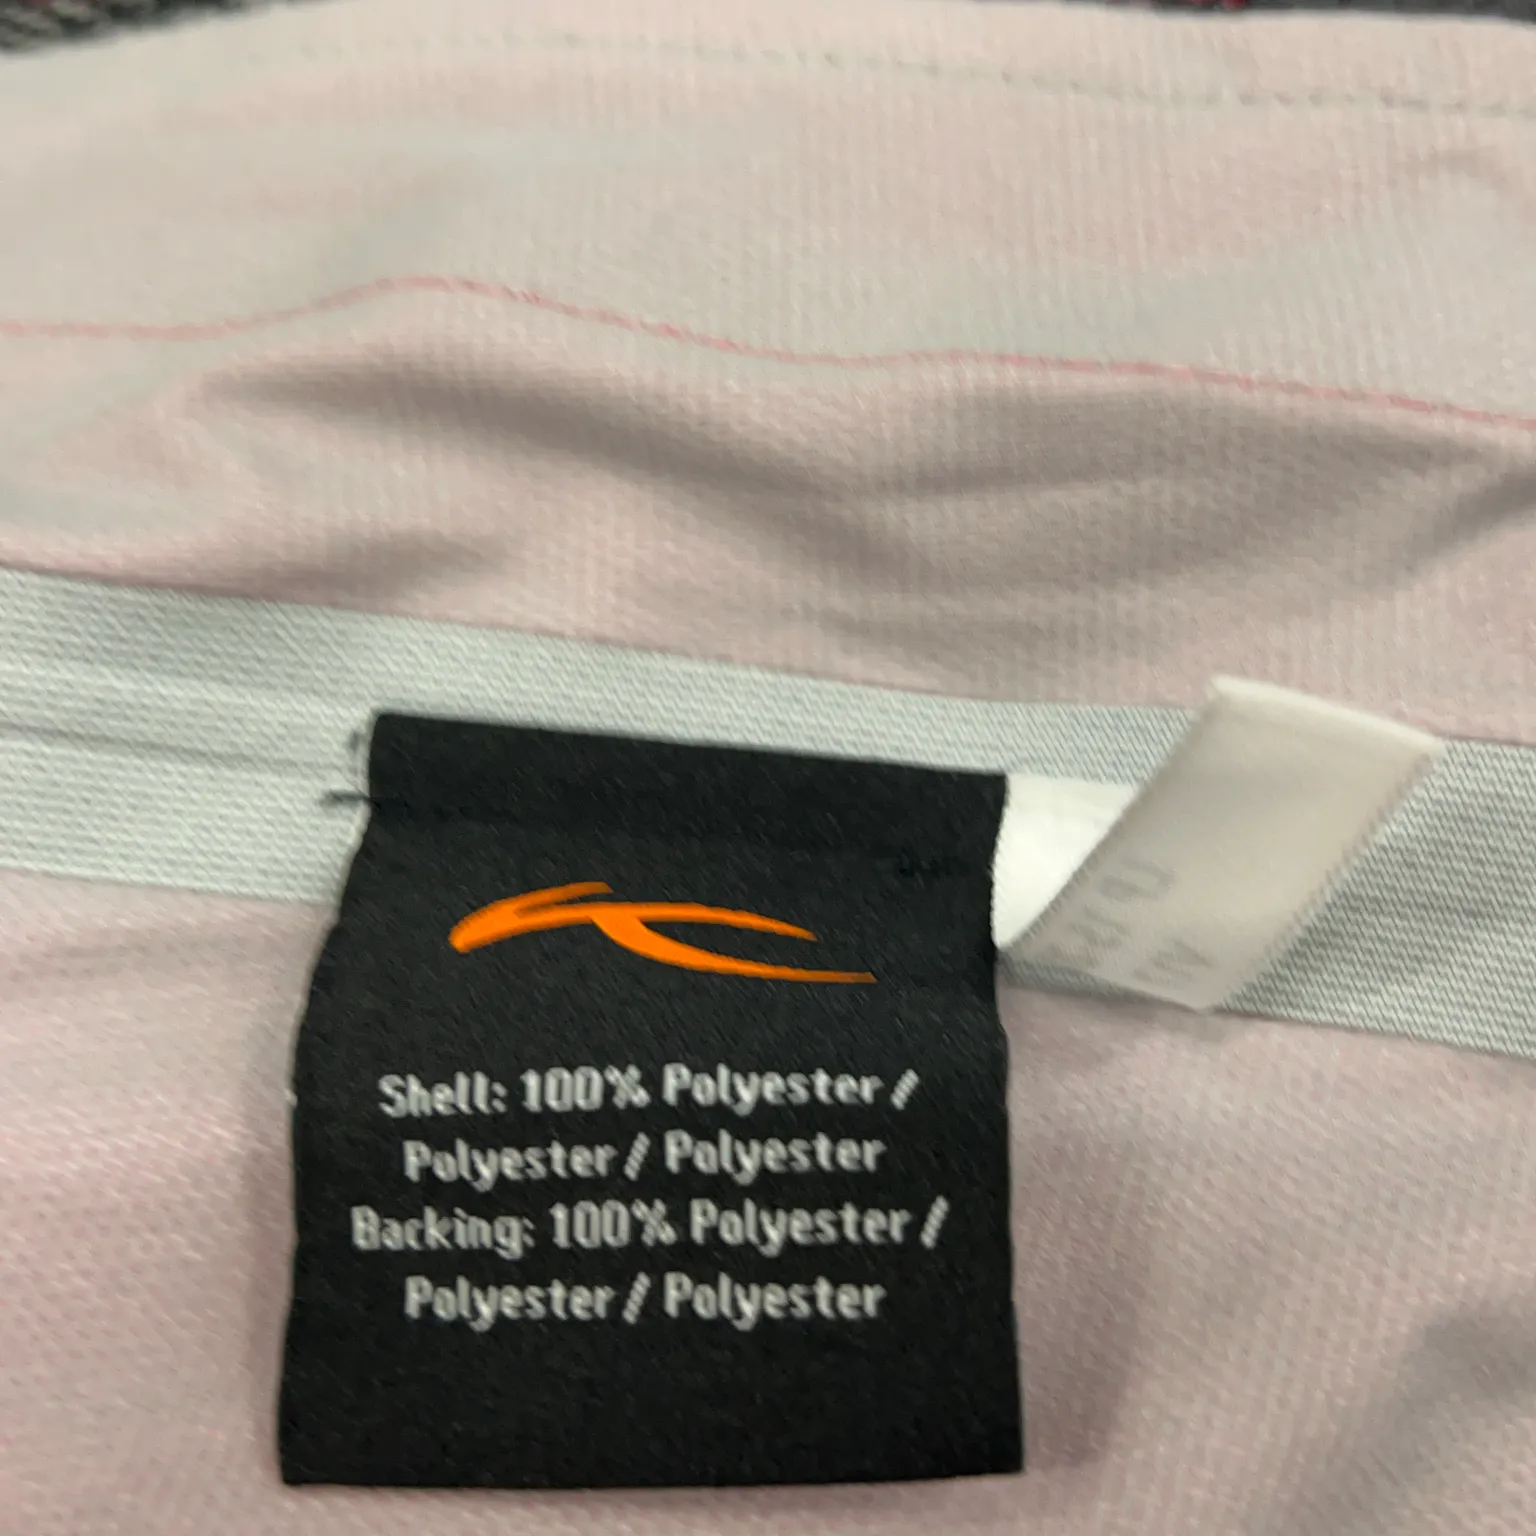 Shell: 100% Polyester /
Polyester / Polyester
Backing: 100% Polyester /
Polyester / Polyester